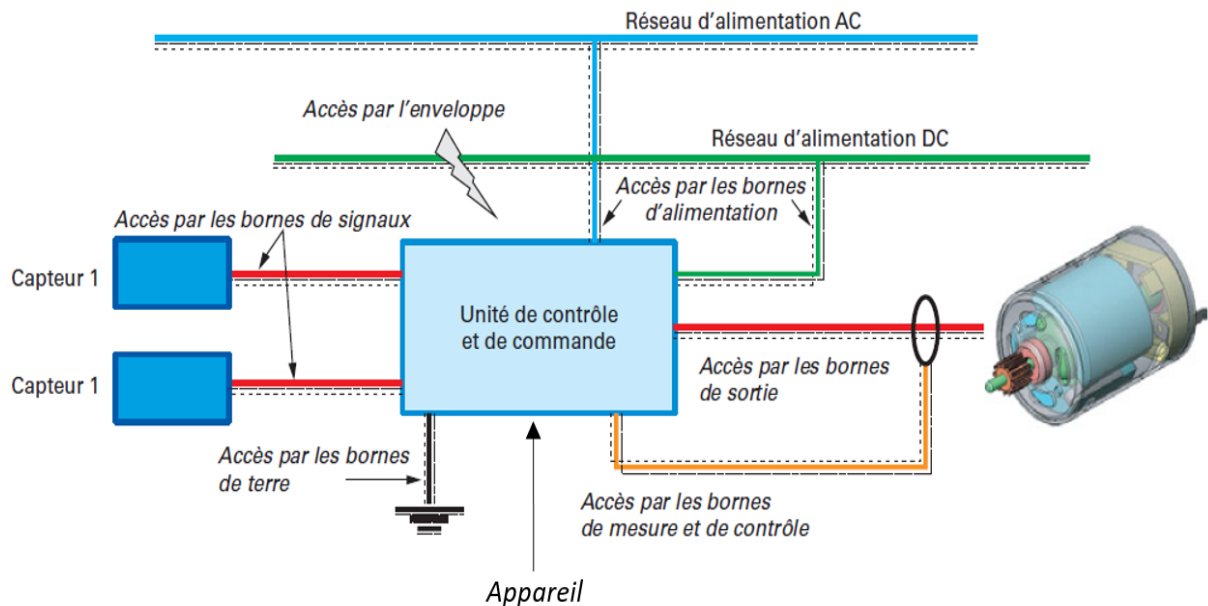 Réseau d'alimentation AC
Accès par l'enveloppe
Réseau d'alimentation DC
Accès par les bornes
d'alimentation
Accès par les bornes de signaux
Capteur 1
Unité de contrôle
et de commande
Accès par les bornes
de sortie
Capteur 1
Accès par les bornes
de terre
Accès par les bornes
de mesure et de contrôle
Appareil